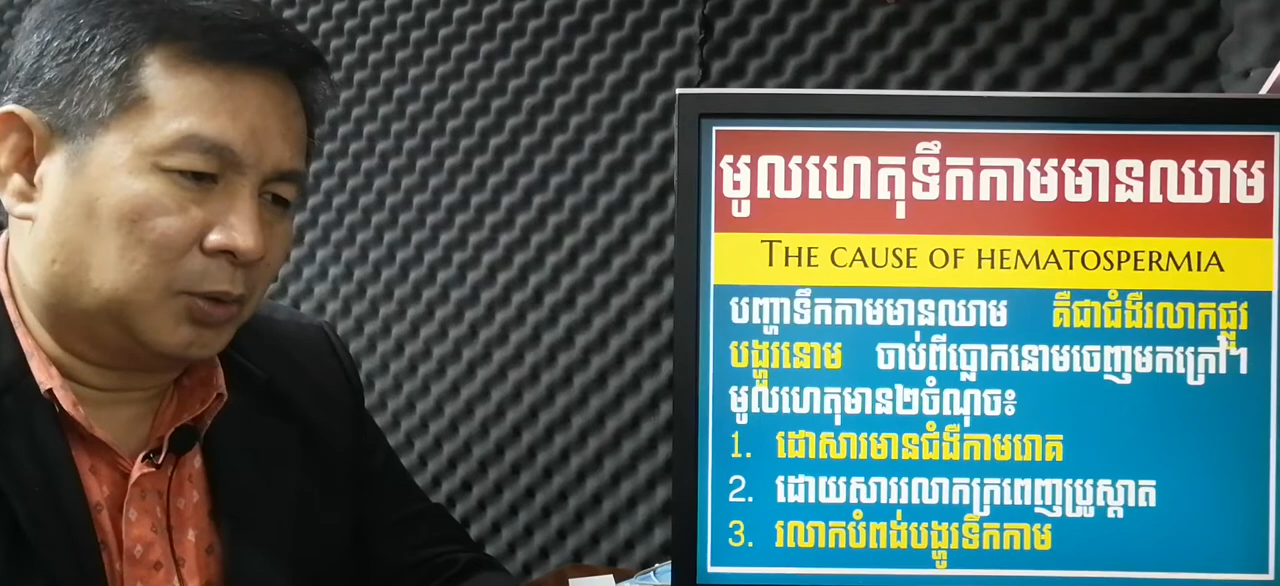 មូលហេតុទឹកកាមមានឈាម
THE CAUSE OF HEMATOSPERMIA
បញ្ហាទឹកកាមមានឈាម គឺជាជំងឺរលាកផ្លូវ
បង្ហួរនោម ចាប់ពីប្លោកនោមចេញមកក្រៅ។
មូលហេតុមាន២ចំណុច៖
1. ដោសារមានជំងឺកាមរោគ
2. ដោយសាររលាកក្រពេញប្រូស្តាត
3. រលាកបំពង់បង្ហូរទឹកកាម